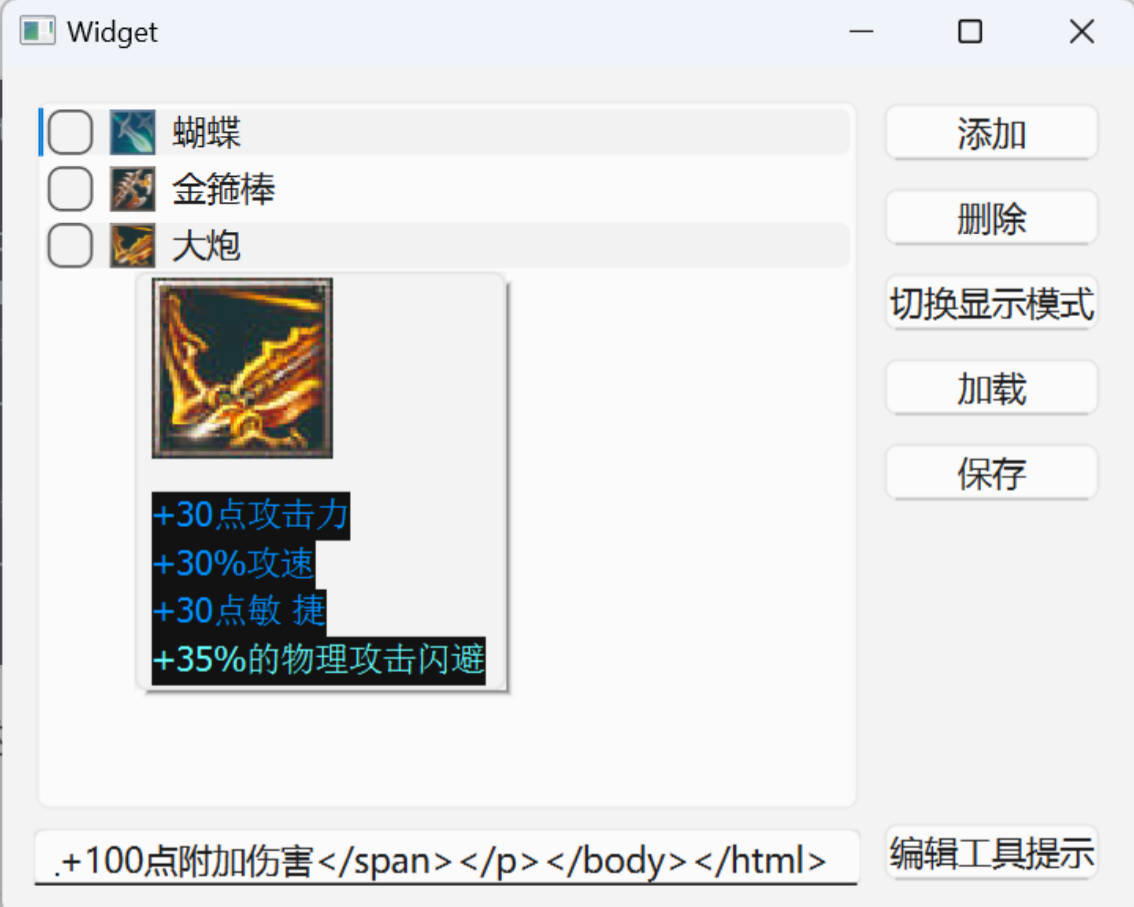 Widget
蝴蝶
金箍棒
大炮
+30点攻击力
+30%攻速
+30点敏 捷
+35%的物理攻击闪避
添加
删除
切换显示模式
加载
保存
.+100点附加伤害</span></p></body></html>
编辑工具提示